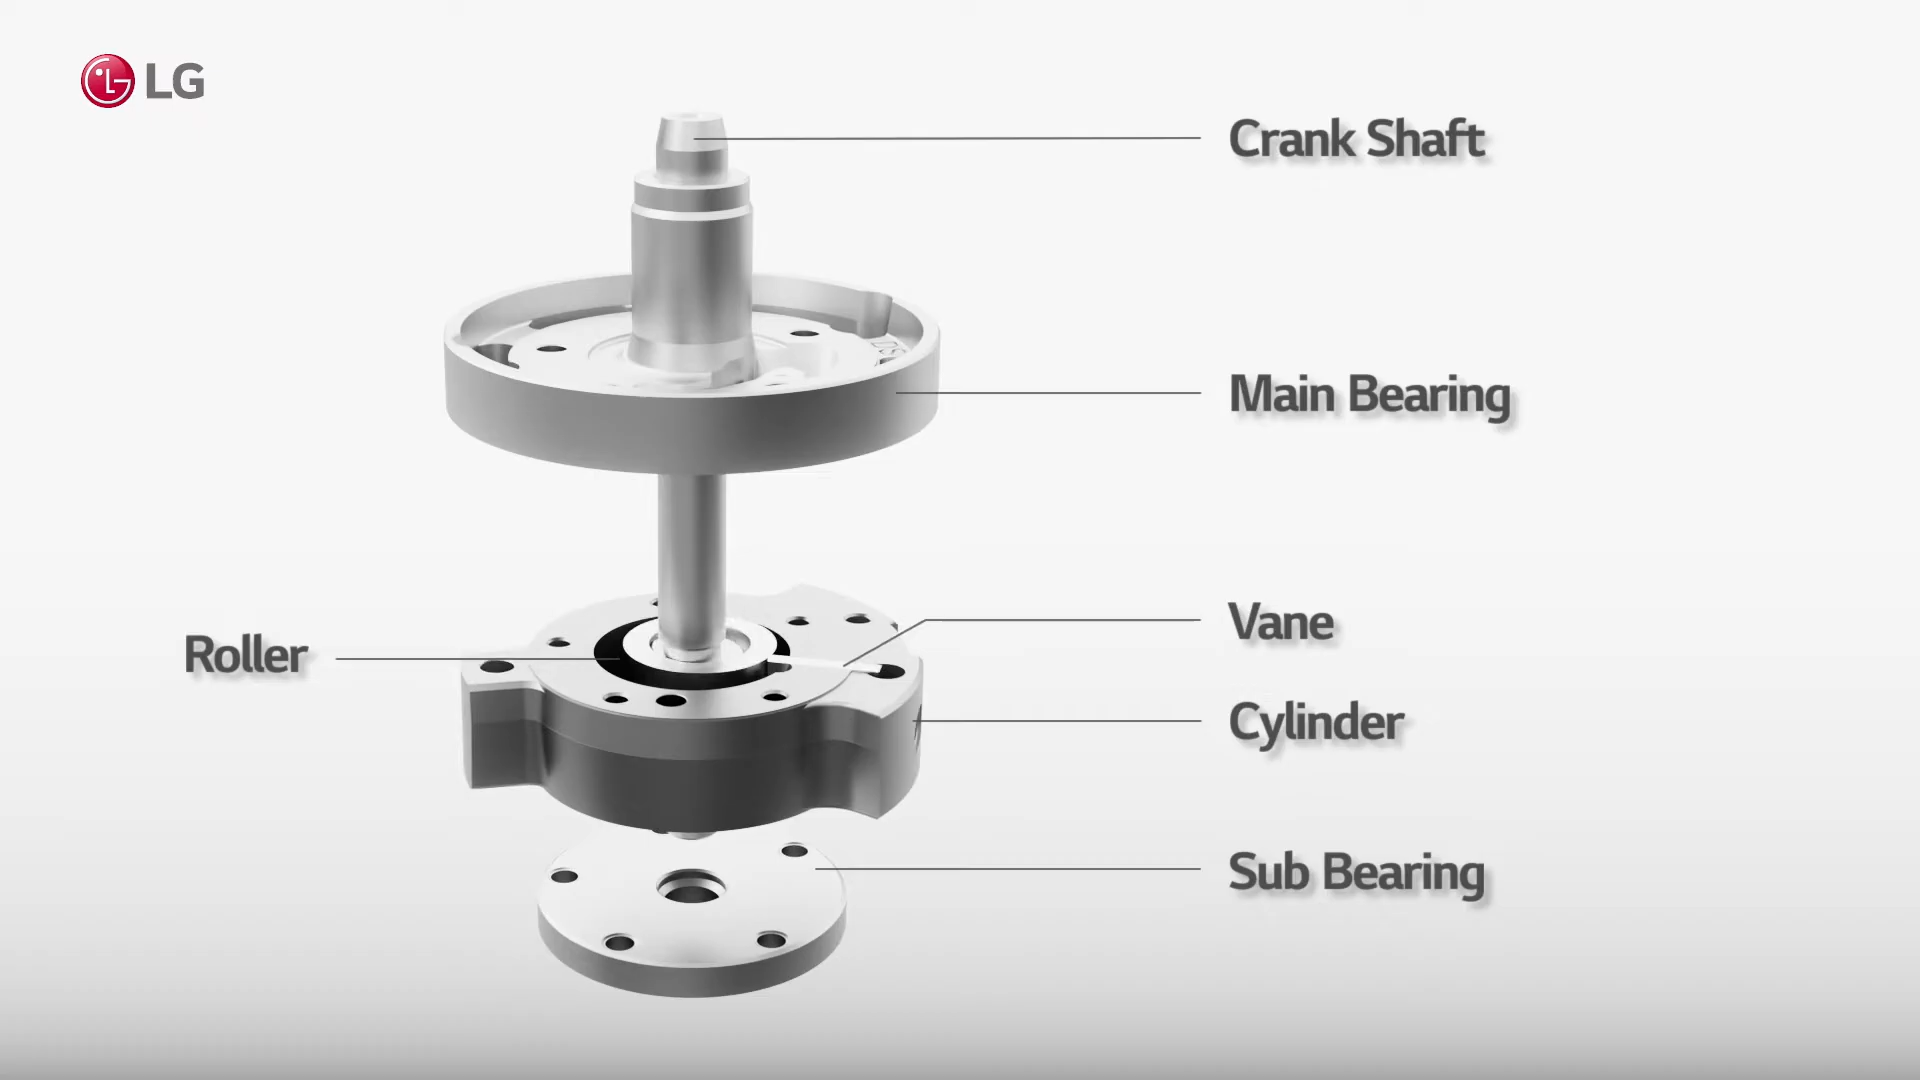 LG
Crank Shaft
Main Bearing
Vane
Roller
Cylinder
Sub Bearing